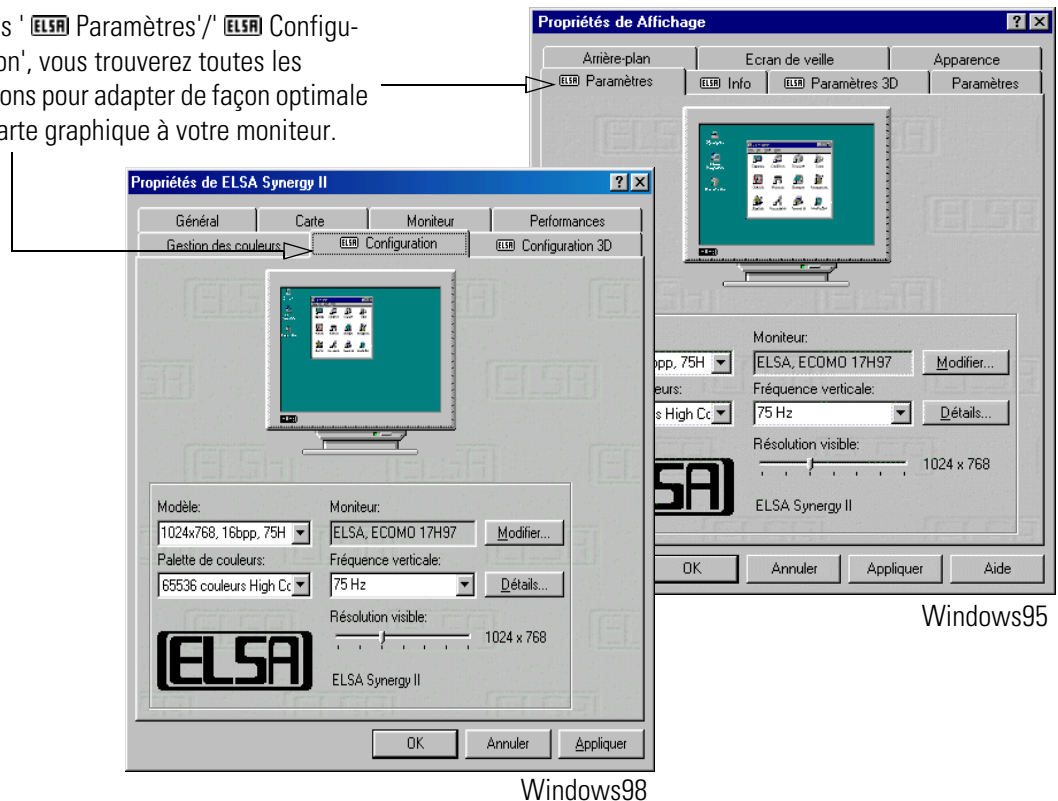 s ' ELSA Paramètres'/' ELSA Configu-
on', vous trouverez toutes les
ons pour adapter de façon optimale
arte graphique à votre moniteur.
Propriétés de Affichage
Arrière-plan Ecran de veille Apparence
ELSA Paramètres ELSA Info ELSA Paramètres 3D Paramètres
Moniteur:
bpp, 75H ELSA, ECOMO 17H97 Modifier...
eurs: Fréquence verticale:
s High Cc 75 Hz Détails...
Résolution visible:
1024 x 768
SA ELSA Synergy II
OK Annuler Appliquer Aide
Windows95
Propriétés de ELSA Synergy II
Général Carte Moniteur Performances
Gestion des couleurs ELSA Configuration ELSA Configuration 3D
Modèle: Moniteur:
1024x768, 16bpp, 75H ELSA, ECOMO 17H97 Modifier...
Palette de couleurs: Fréquence verticale:
65536 couleurs High Cc 75 Hz Détails...
Résolution visible:
1024 x 768
ELSA ELSA Synergy II
OK Annuler Appliquer
Windows98